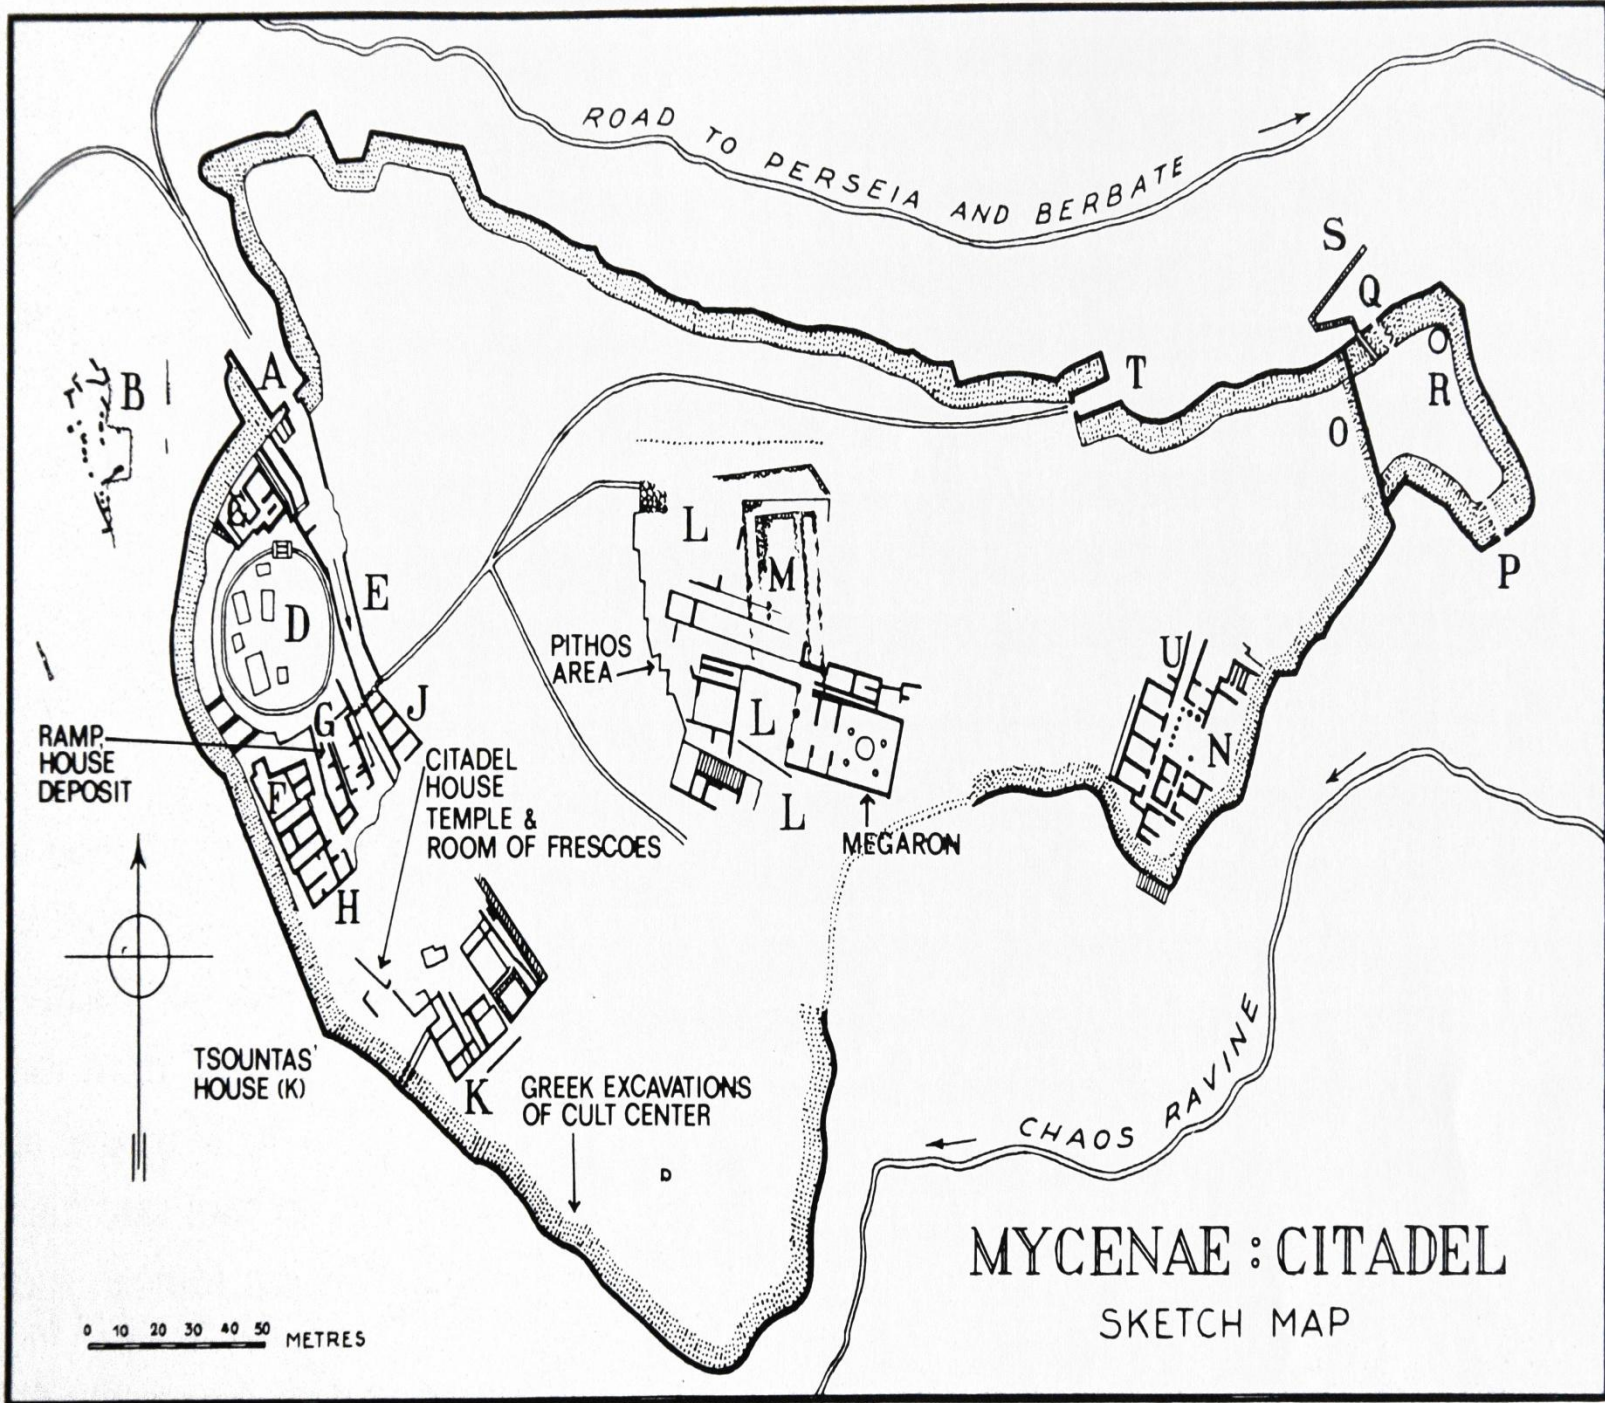 ROAD TO PERSEIA AND BERBATE
S
Q
T
A
B
O
R
O
L
M
P
E
D
PITHOS
AREA
U
G
J
L
N
RAMP
HOUSE
DEPOSIT
CITADEL
HOUSE
TEMPLE &
ROOM OF FRESCOES
F
L
MEGARON
H
TSOUNTAS'
HOUSE (K)
K
GREEK EXCAVATIONS
OF CULT CENTER
CHAOS RAVINE
D
MYCENAE : CITADEL
SKETCH MAP
0 10 20 30 40 50 METRES